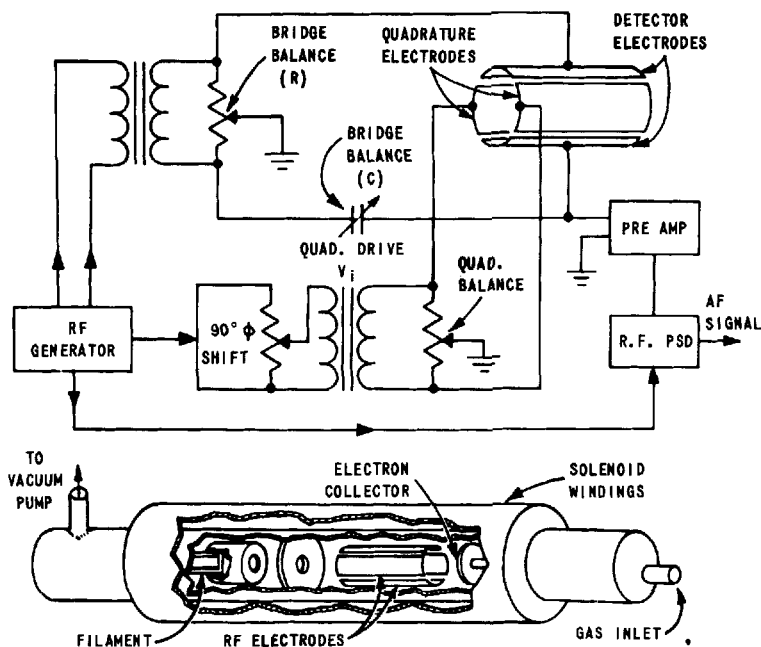 BRIDGE
BALANCE
(R)
QUADRATURE
ELECTRODES
DETECTOR
ELECTRODES
BRIDGE
BALANCE
(C)
QUAD. DRIVE
Vi
QUAD.
BALANCE
PRE AMP
RF
GENERATOR
90° ϕ
SHIFT
R.F. PSD
AF
SIGNAL
TO
VACUUM
PUMP
ELECTRON
COLLECTOR
SOLENOID
WINDINGS
FILAMENT
RF ELECTRODES
GAS INLET